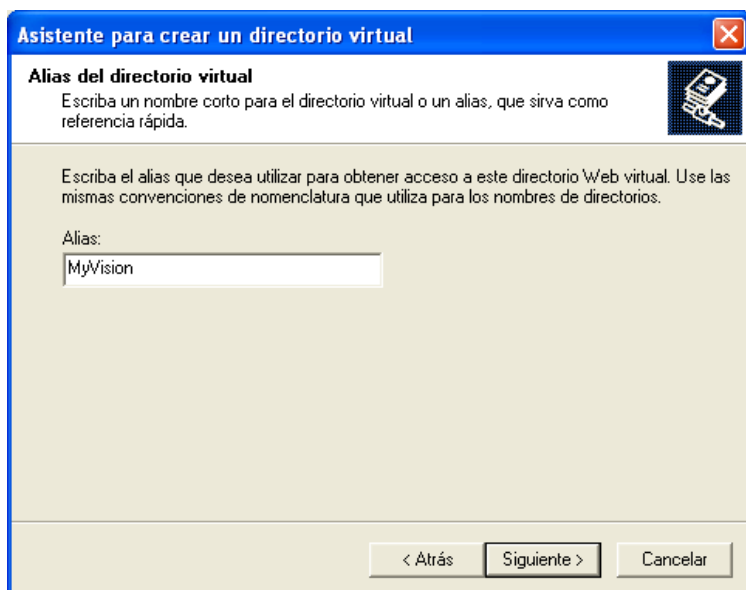 Asistente para crear un directorio virtual
Alias del directorio virtual
Escriba un nombre corto para el directorio virtual o un alias, que sirva como
referencia rápida.
Escriba el alias que desea utilizar para obtener acceso a este directorio Web virtual. Use las
mismas convenciones de nomenclatura que utiliza para los nombres de directorios.
Alias:
MyVision
< Atrás Siguiente > Cancelar